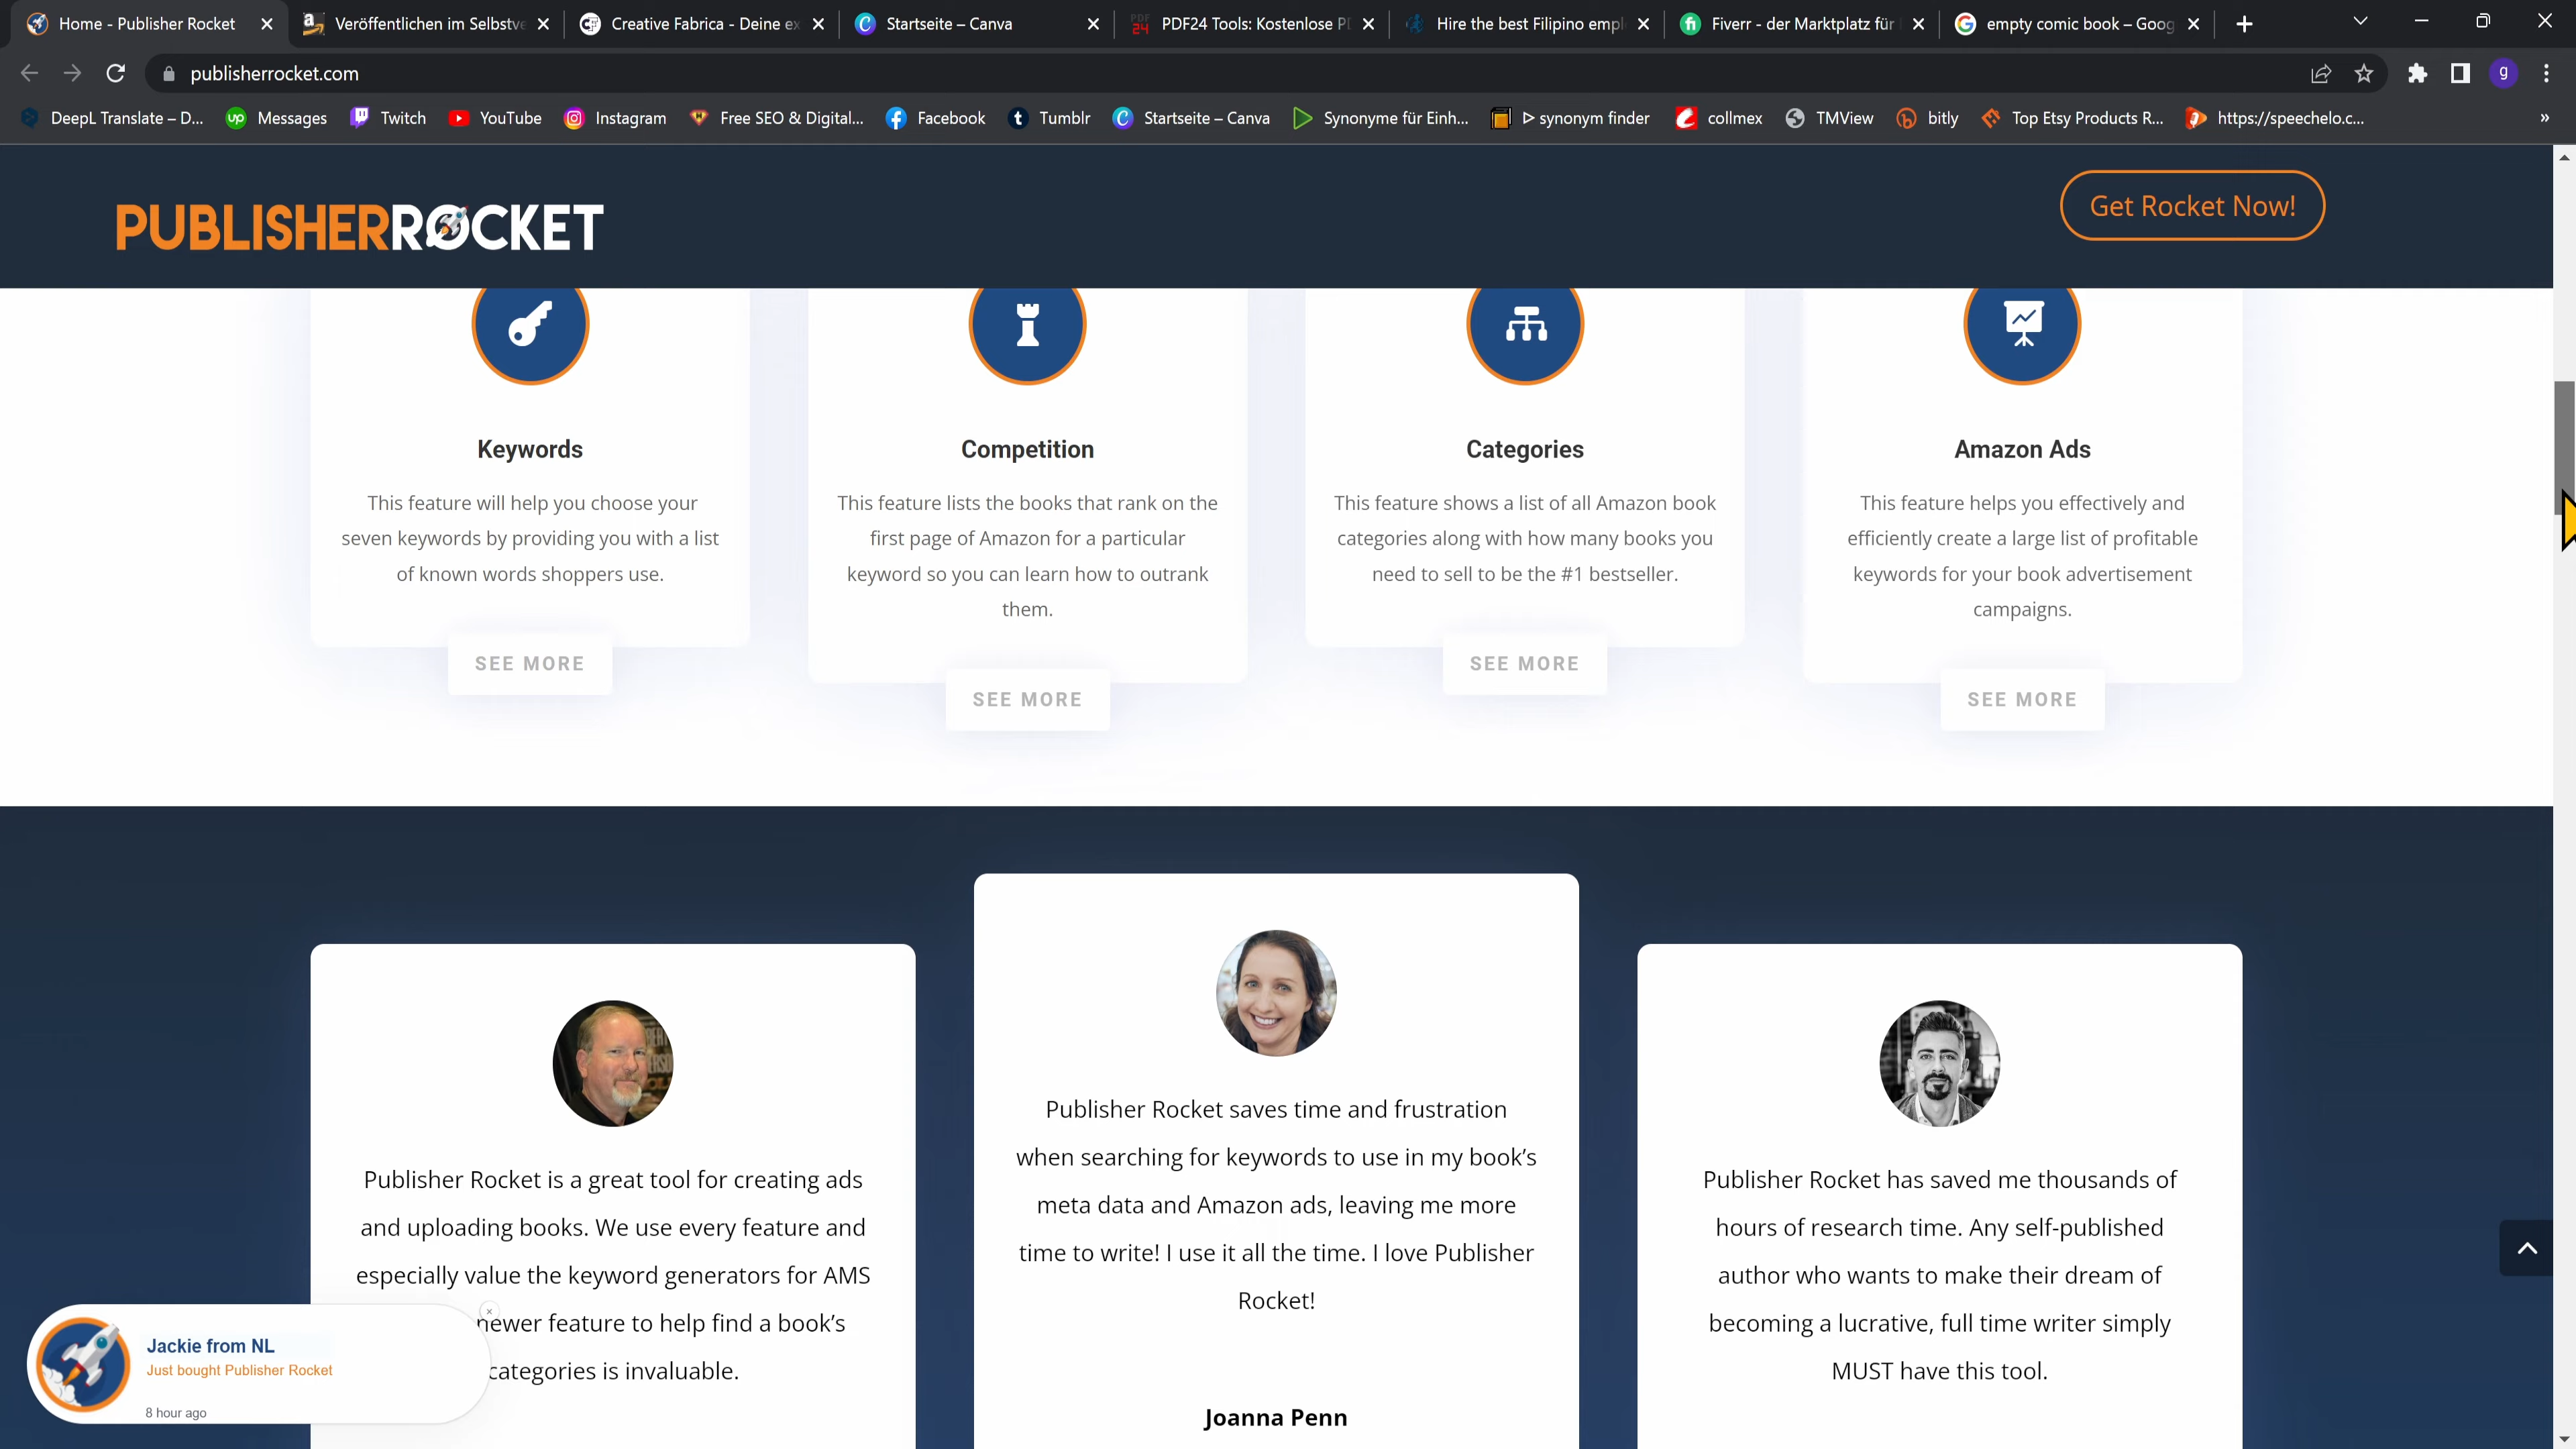 Home - Publisher Rocket
Veröffentlichen im Selbstve
Creative Fabrica - Deine ex
Startseite – Canva
PDF24 Tools: Kostenlose P
Hire the best Filipino empl
Fiverr - der Marktplatz für
empty comic book – Goog
publisherrocket.com
g
DeepL Translate – D...
Messages
Twitch
YouTube
Instagram
Free SEO & Digital...
Facebook
Tumblr
Startseite – Canva
Synonyme für Einh...
ᐅ synonym finder
collmex
TMView
bitly
Top Etsy Products R...
https://speechelo.c...
»
PUBLISHERROCKET
Get Rocket Now!
Keywords
This feature will help you choose your
seven keywords by providing you with a list
of known words shoppers use.
SEE MORE
Competition
This feature lists the books that rank on the
first page of Amazon for a particular
keyword so you can learn how to outrank
them.
SEE MORE
Categories
This feature shows a list of all Amazon book
categories along with how many books you
need to sell to be the #1 bestseller.
SEE MORE
Amazon Ads
This feature helps you effectively and
efficiently create a large list of profitable
keywords for your book advertisement
campaigns.
SEE MORE
Publisher Rocket is a great tool for creating ads
and uploading books. We use every feature and
especially value the keyword generators for AMS
newer feature to help find a book's
categories is invaluable.
Publisher Rocket saves time and frustration
when searching for keywords to use in my book's
meta data and Amazon ads, leaving me more
time to write! I use it all the time. I love Publisher
Rocket!
Joanna Penn
Publisher Rocket has saved me thousands of
hours of research time. Any self-published
author who wants to make their dream of
becoming a lucrative, full time writer simply
MUST have this tool.
Jackie from NL
Just bought Publisher Rocket
8 hour ago